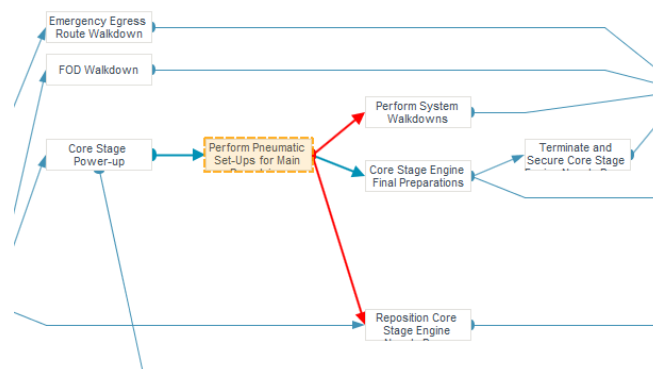 Emergency Egress
Route Walkdown
FOD Walkdown
Core Stage
Power-up
Perform Pneumatic
Set-Ups for Main
Perform System
Walkdowns
Core Stage Engine
Final Preparations
Terminate and
Secure Core Stage
Reposition Core
Stage Engine